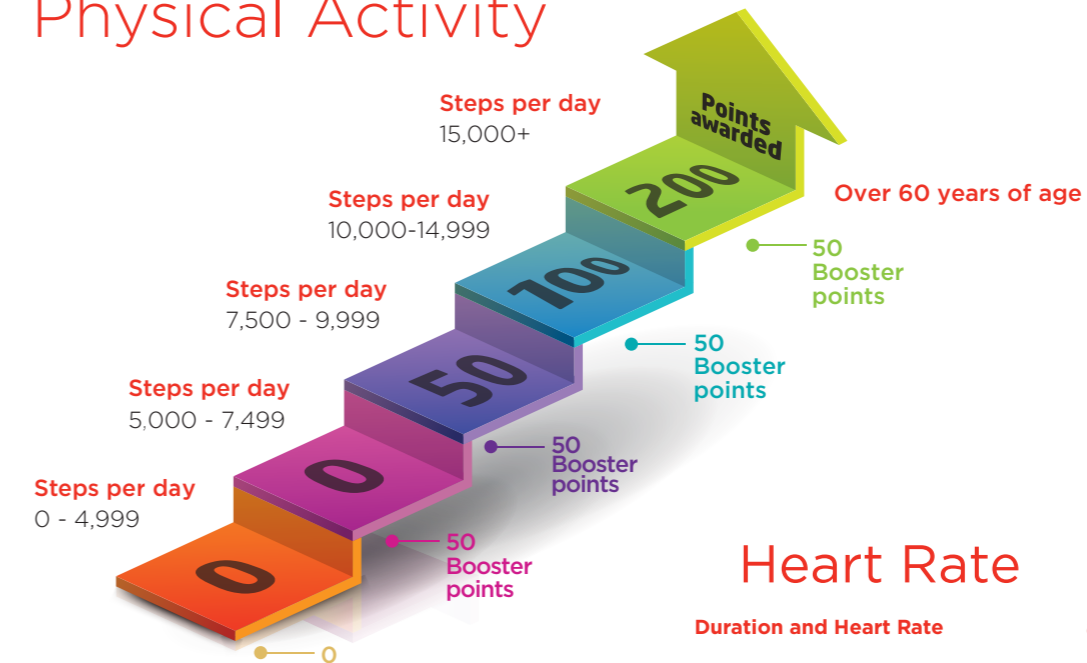 Physical Activity
Points
awarded
Steps per day
15,000+
200
Over 60 years of age
50
Booster
points
Steps per day
10,000-14,999
100
50
Booster
points
Steps per day
7,500 - 9,999
50
50
Booster
points
Steps per day
5,000 - 7,499
0
50
Booster
points
Steps per day
0 - 4,999
0
0
Heart Rate
Duration and Heart Rate